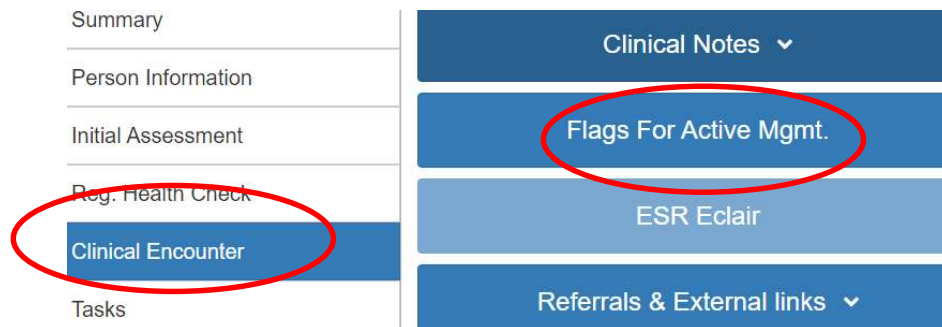 Summary
Person Information
Initial Assessment
Reg. Health Check
Clinical Encounter
Tasks
Clinical Notes
Flags For Active Mgmt.
ESR Eclair
Referrals & External links